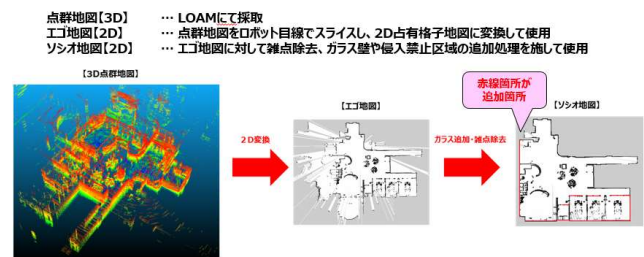 点群地図【3D】 … LOAMにて採取
エゴ地図【2D】 … 点群地図をロボット目線でスライスし、2D占有格子地図に変換して使用
ソシオ地図【2D】 … エゴ地図に対して雑点除去、ガラス壁や侵入禁止区域の追加処理を施して使用
赤線箇所が
追加箇所
【3D点群地図】
【エゴ地図】
【ソシオ地図】
2D変換
ガラス追加・雑点除去